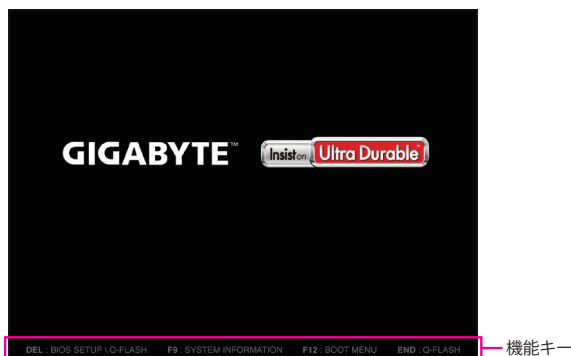 GIGABYTE™ Insist on Ultra Durable™
DEL : BIOS SETUP \ Q-FLASH F9 : SYSTEM INFORMATION F12 : BOOT MENU END : Q-FLASH
機能キー